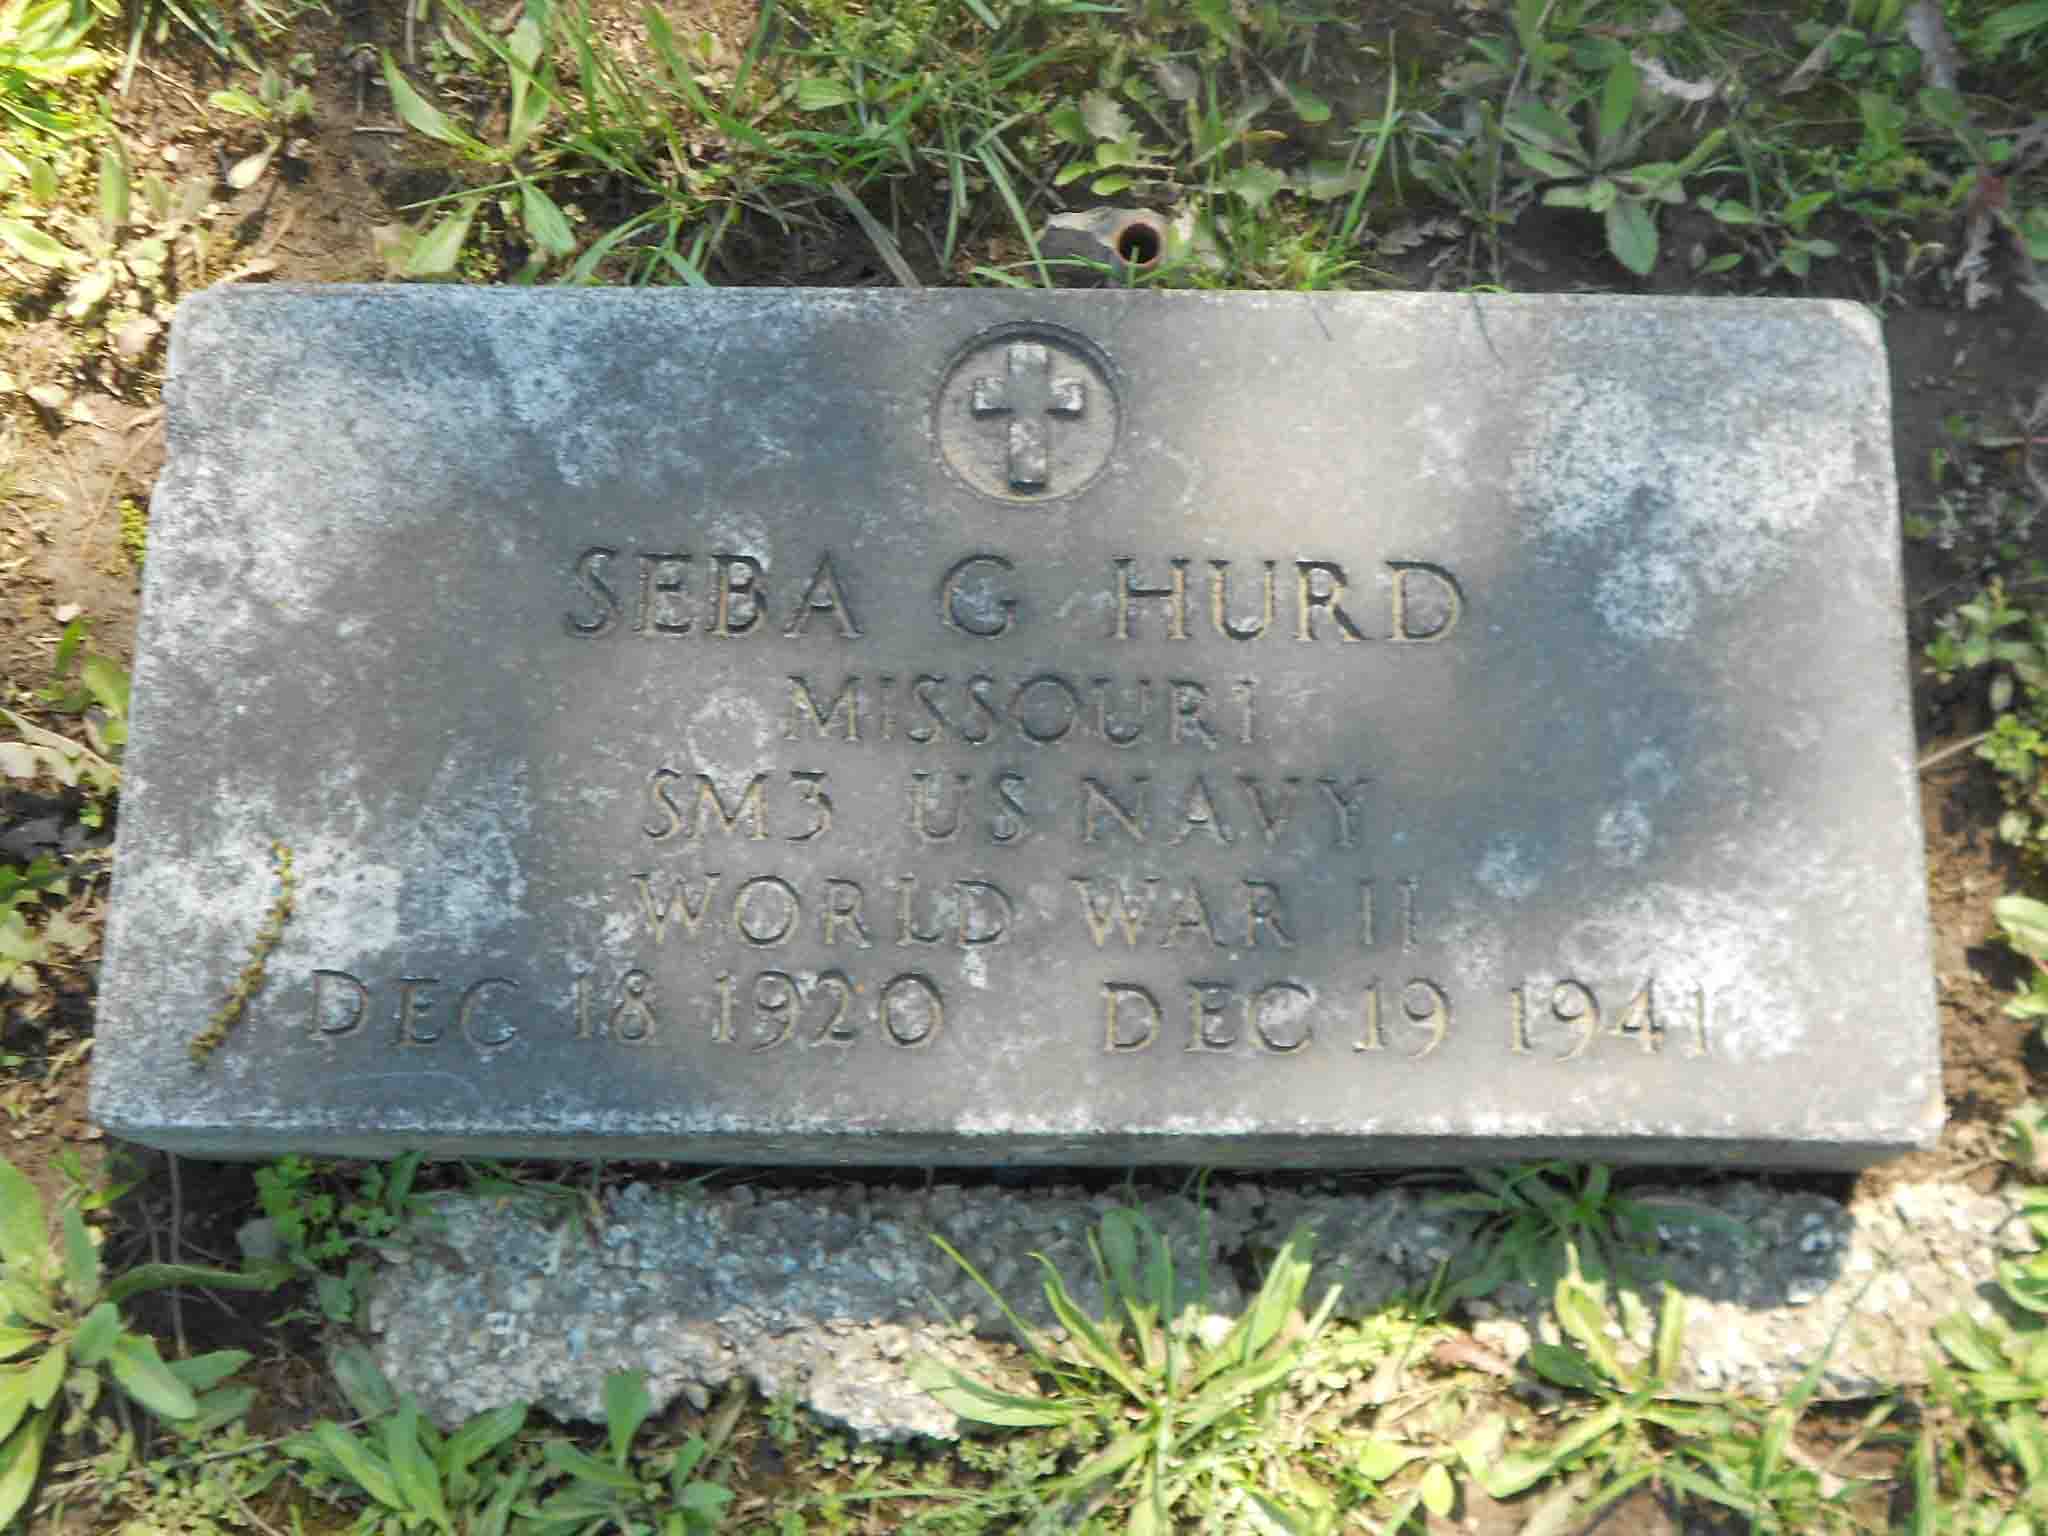 SEBA G HURD
MISSOURI
SM3 US NAVY
WORLD WAR II
DEC 18 1920 DEC 19 1941